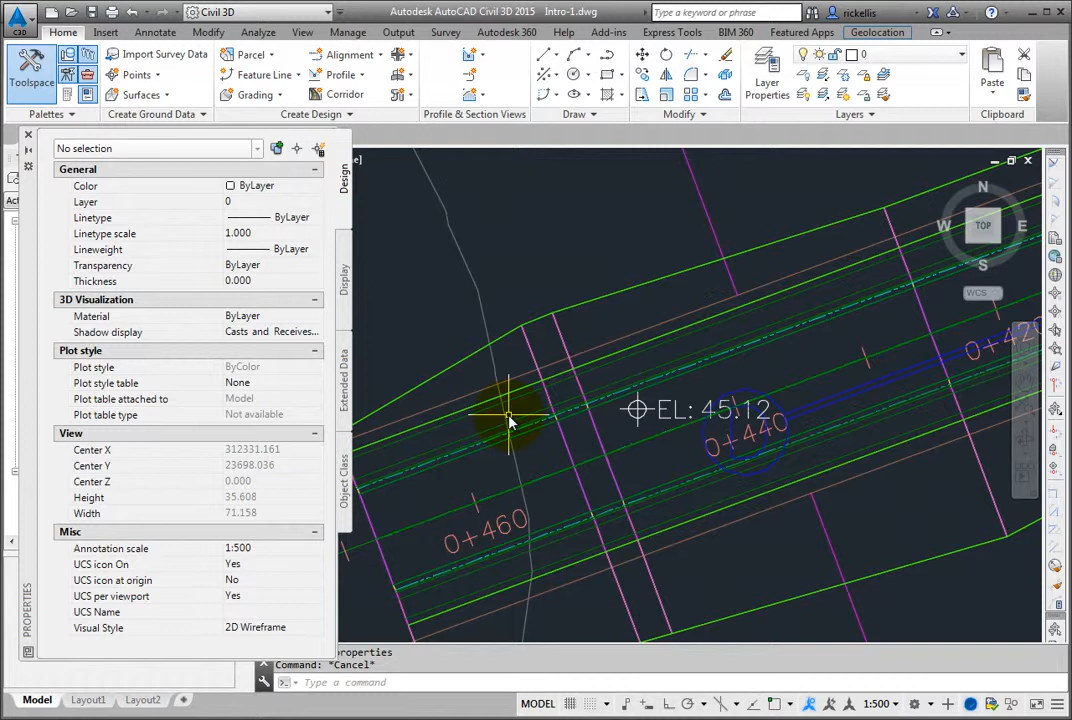 C3D
Civil 3D
Autodesk AutoCAD Civil 3D 2015 Intro-1.dwg
Type a keyword or phrase
rickellis
Home Insert Annotate Modify Analyze View Manage Output Survey Autodesk 360 Help Add-ins Express Tools BIM 360 Featured Apps Geolocation
Toolspace
Import Survey Data
Points
Surfaces
Parcel
Feature Line
Grading
Alignment
Profile
Corridor
Layer
Properties
0
Paste
Palettes Create Ground Data Create Design Profile & Section Views Draw Modify Layers Clipboard
No selection
General
Color ByLayer
Layer 0
Linetype ByLayer
Linetype scale 1.000
Lineweight ByLayer
Transparency ByLayer
Thickness 0.000
3D Visualization
Material ByLayer
Shadow display Casts and Receives...
Plot style
Plot style ByColor
Plot style table None
Plot table attached to Model
Plot table type Not available
View
Center X 312331.161
Center Y 23698.036
Center Z 0.000
Height 35.608
Width 71.158
Misc
Annotation scale 1:500
UCS icon On Yes
UCS icon at origin No
UCS per viewport Yes
UCS Name
Visual Style 2D Wireframe
PROPERTIES
Design
Display
Extended Data
Object Class
Act
N
W TOP E
S
WCS
0+420
EL: 45.12
0+440
0+460
properties
Command: *Cancel*
Type a command
Model Layout1 Layout2
MODEL
1:500